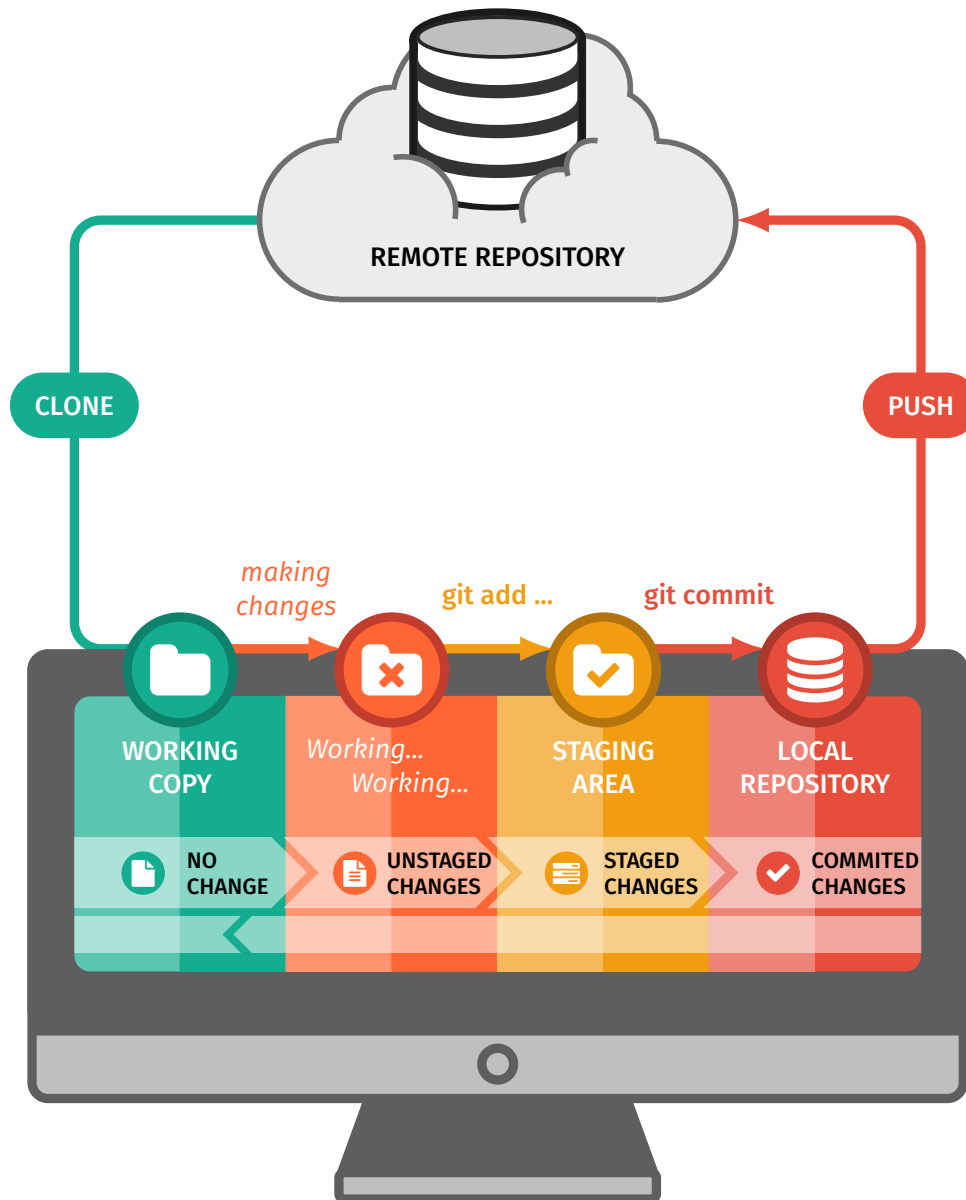 REMOTE REPOSITORY
CLONE
PUSH
making
changes
git add ...
git commit
WORKING
COPY
Working...
Working...
STAGING
AREA
LOCAL
REPOSITORY
NO
CHANGE
UNSTAGED
CHANGES
STAGED
CHANGES
COMMITED
CHANGES